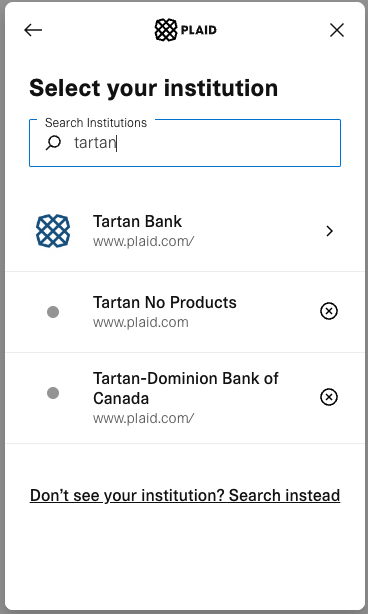 PLAID
Select your institution
Search Institutions
tartan
Tartan Bank
www.plaid.com/
Tartan No Products
www.plaid.com
Tartan-Dominion Bank of
Canada
www.plaid.com/
Don't see your institution? Search instead